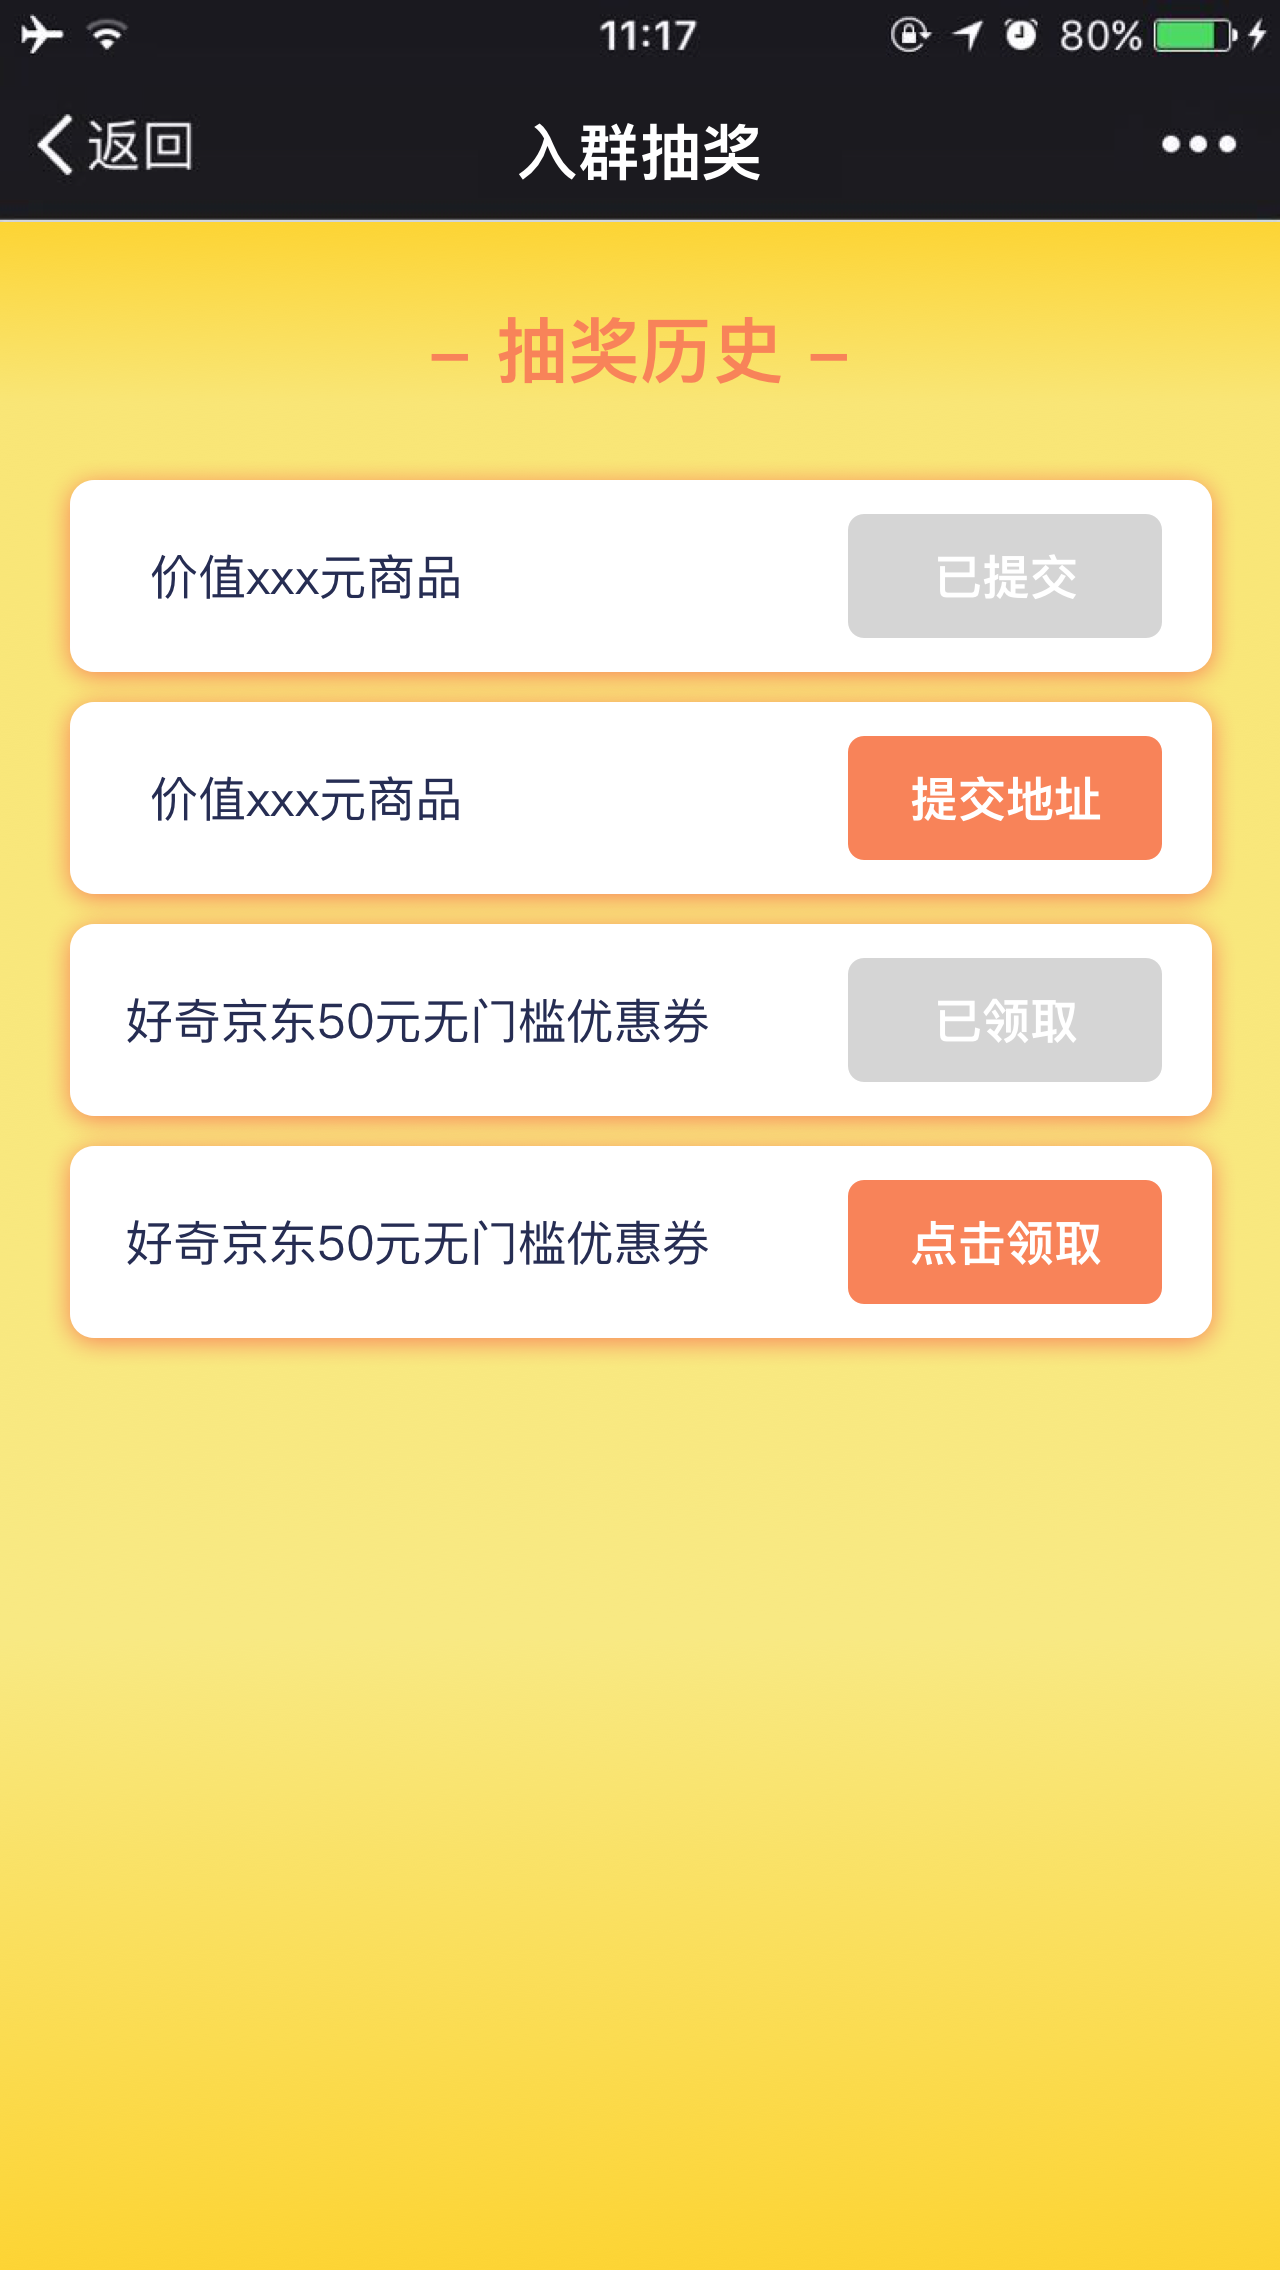 11:17
80%
返回
入群抽奖
– 抽奖历史 –
价值xxx元商品
已提交
价值xxx元商品
提交地址
好奇京东50元无门槛优惠券
已领取
好奇京东50元无门槛优惠券
点击领取